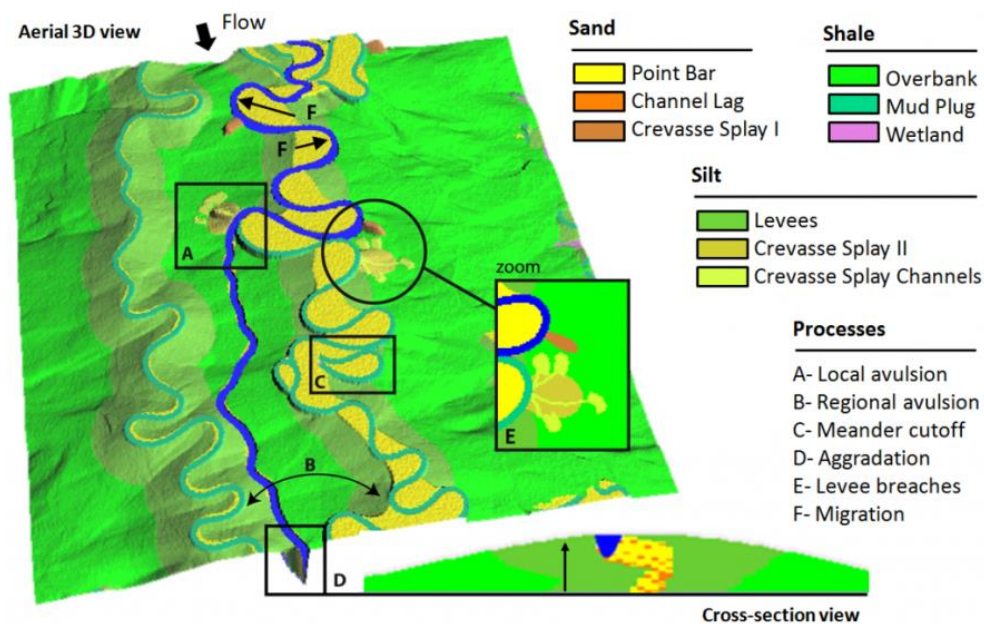 Aerial 3D view
Flow
Sand
Point Bar
Channel Lag
Crevasse Splay I
Shale
Overbank
Mud Plug
Wetland
Silt
Levees
Crevasse Splay II
Crevasse Splay Channels
Processes
A- Local avulsion
B- Regional avulsion
C- Meander cutoff
D- Aggradation
E- Levee breaches
F- Migration
F
F
A
zoom
E
C
B
D
Cross-section view